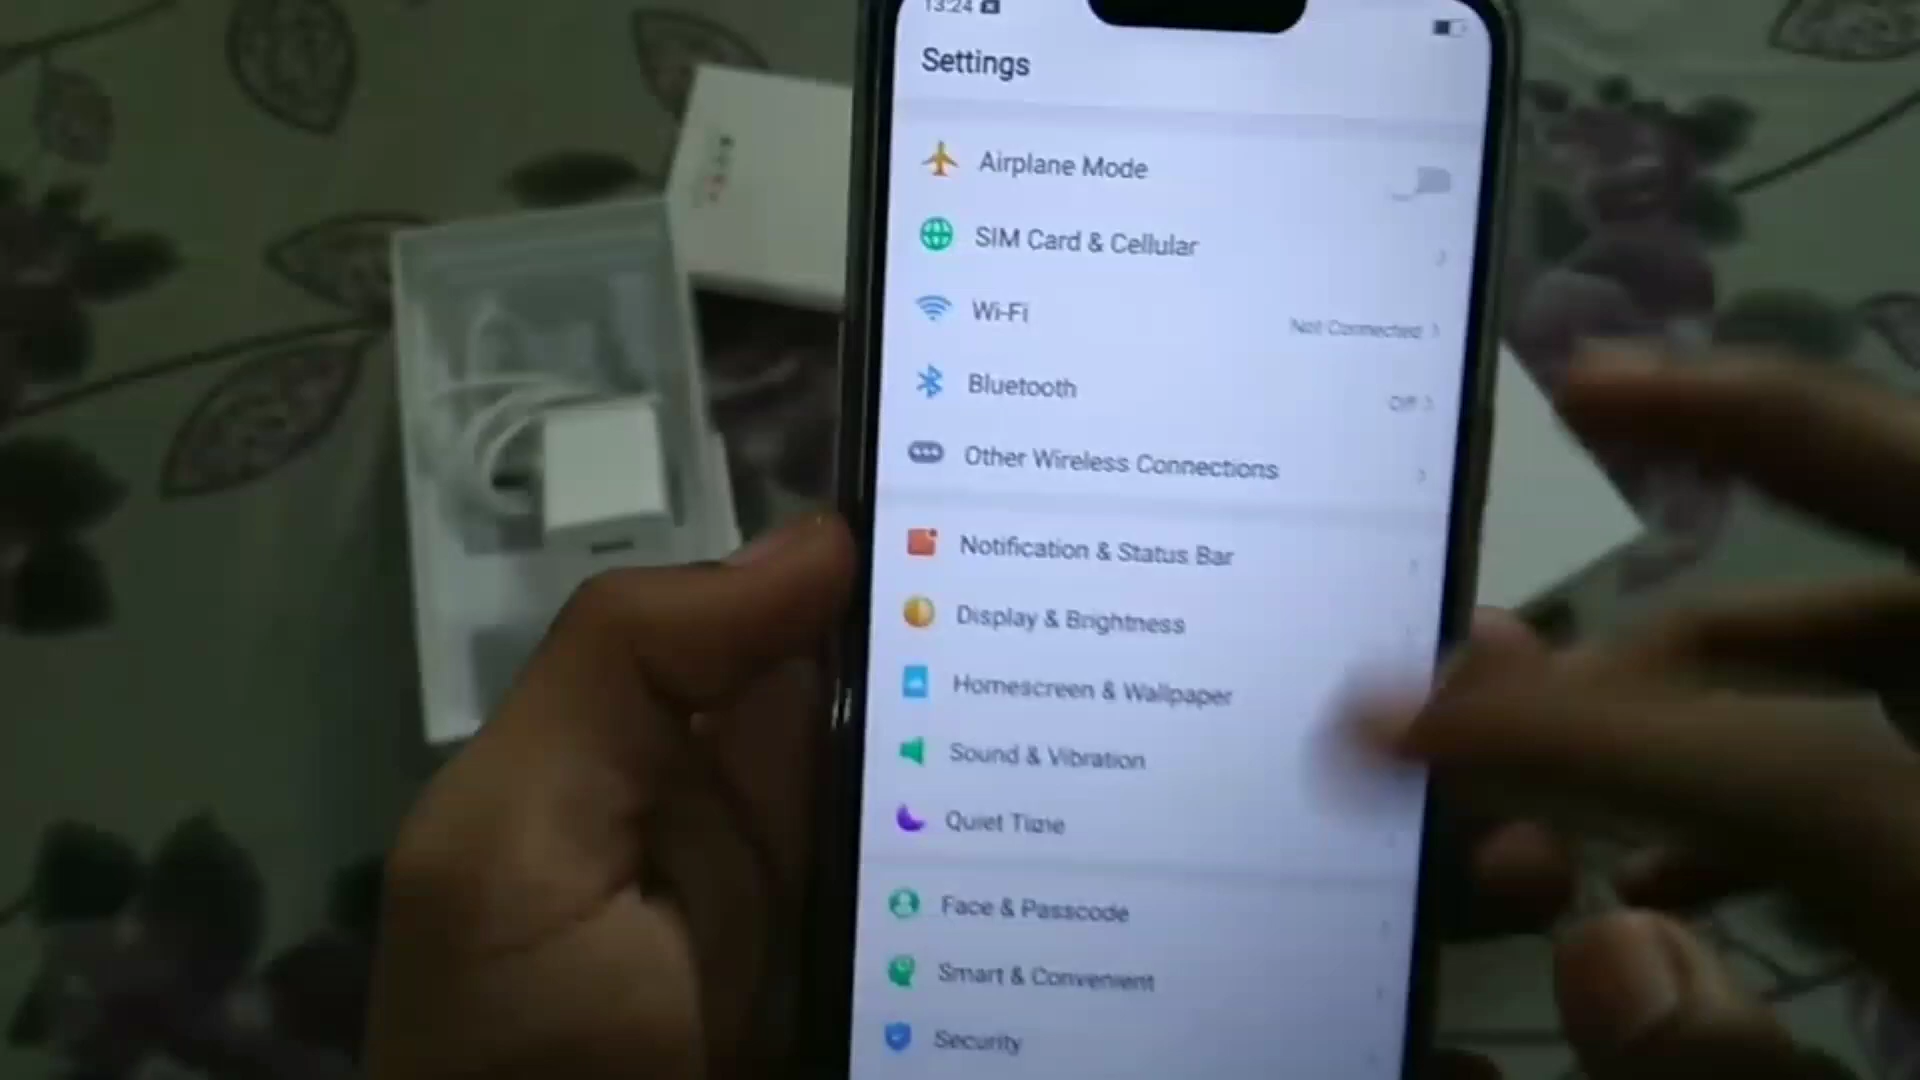 13:24
Settings
Airplane Mode
SIM Card & Cellular
Wi-Fi
Not Connected
Bluetooth
Off
Other Wireless Connections
Notification & Status Bar
Display & Brightness
Homescreen & Wallpaper
Sound & Vibration
Quiet Time
Face & Passcode
Smart & Convenient
Security